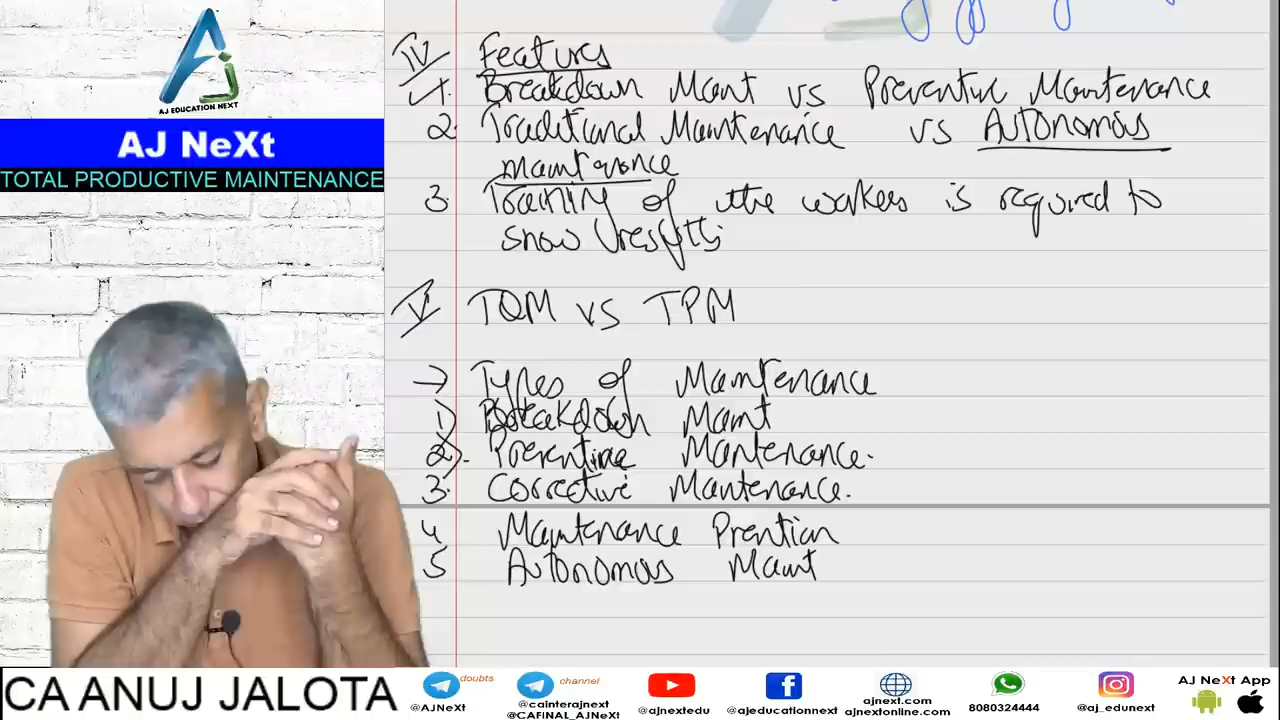 AJ EDUCATION NEXT
AJ NeXt
TOTAL PRODUCTIVE MAINTENANCE
IV Features
1. Breakdown Mant vs Preventive Maintenance
2. Traditional Maintenance vs Autonomous
maintenance
3 Training of the workers is required to
show results
V TQM vs TPM
→ Types of Maintenance
1) Breakdown Maint
2). Preventive Maintenance.
3. Corrective Maintenance.
4 Maintenance Prention
5 Autonomous Maint
CA ANUJ JALOTA
doubts
@AJNeXt
channel
@cainterajnext
@CAFINAL_AJNeXt
@ajnextedu
@ajeducationnext
ajnext.com
ajnextonline.com
8080324444
@aj_edunext
AJ NeXt App